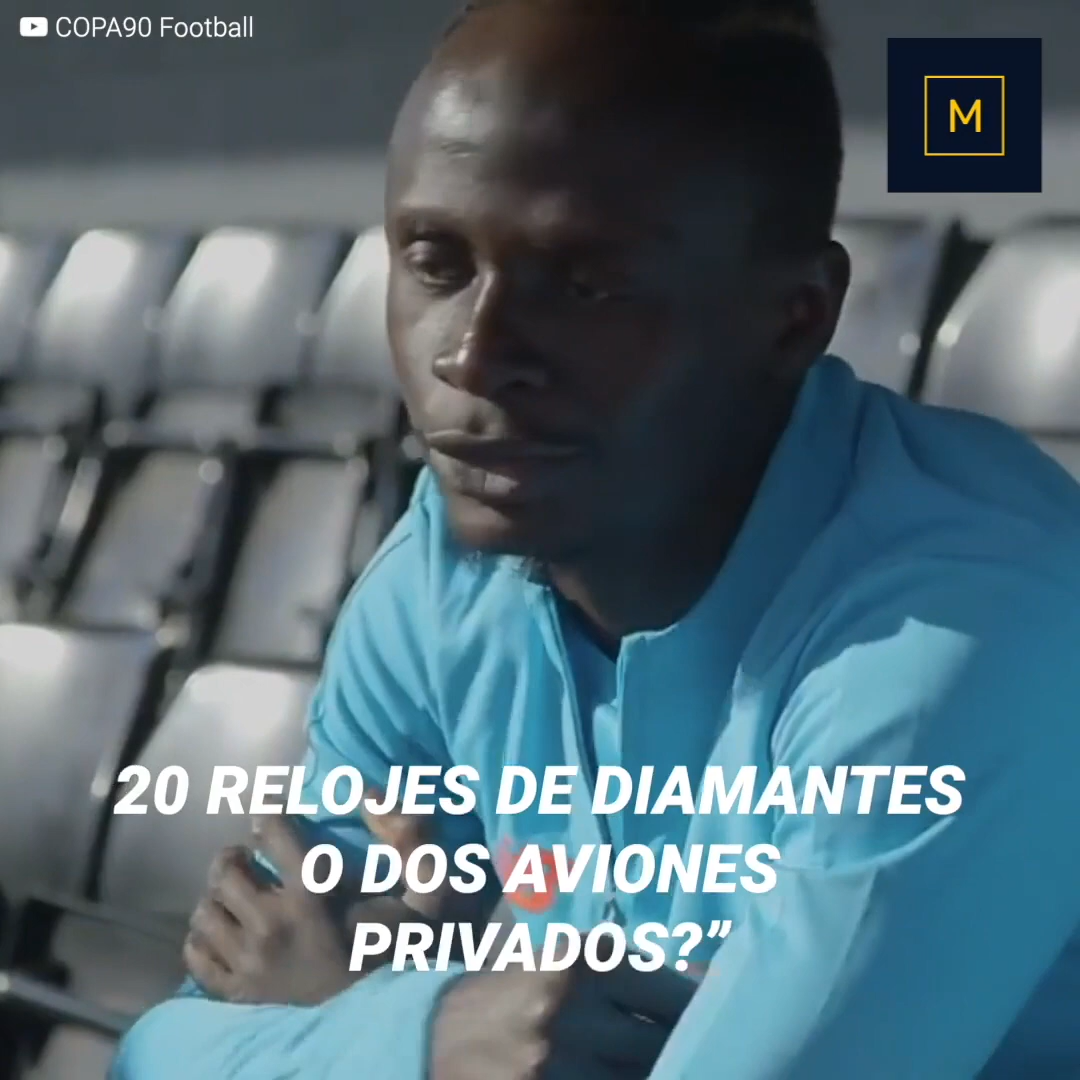 COPA90 Football
M
20 RELOJES DE DIAMANTES
O DOS AVIONES
PRIVADOS?”